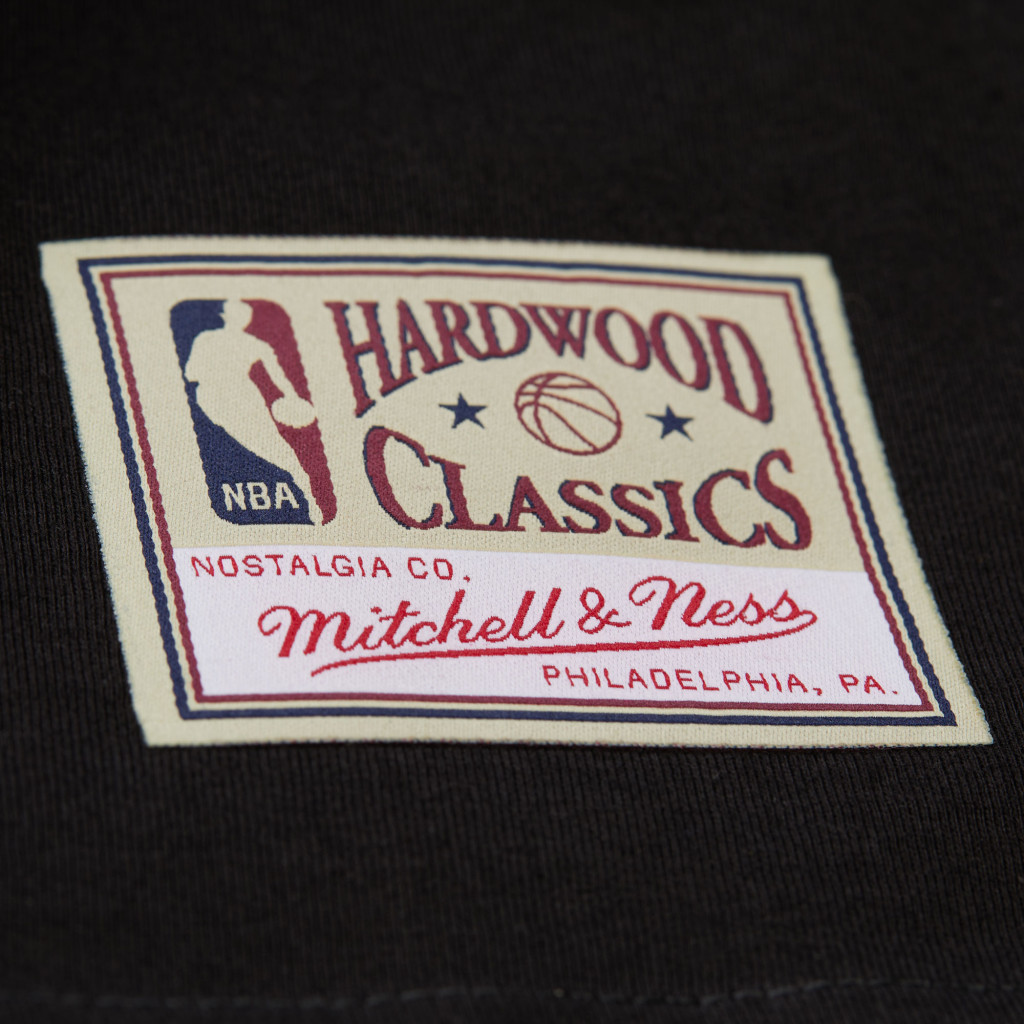 HARDWOOD
CLASSICS
NBA
NOSTALGIA CO.
Mitchell & Ness
PHILADELPHIA, PA.